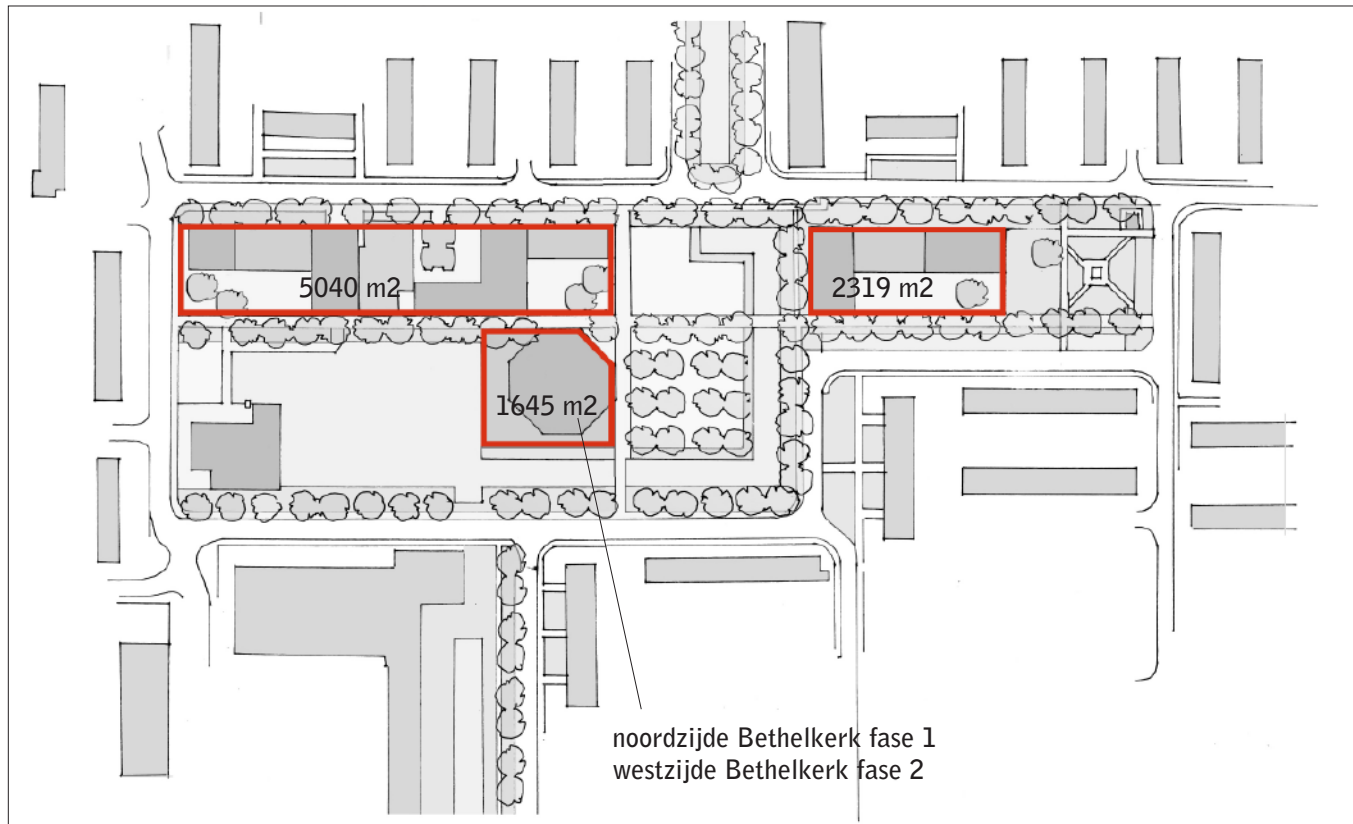 5040 m2
2319 m2
1645 m2
noordzijde Bethelkerk fase 1
westzijde Bethelkerk fase 2